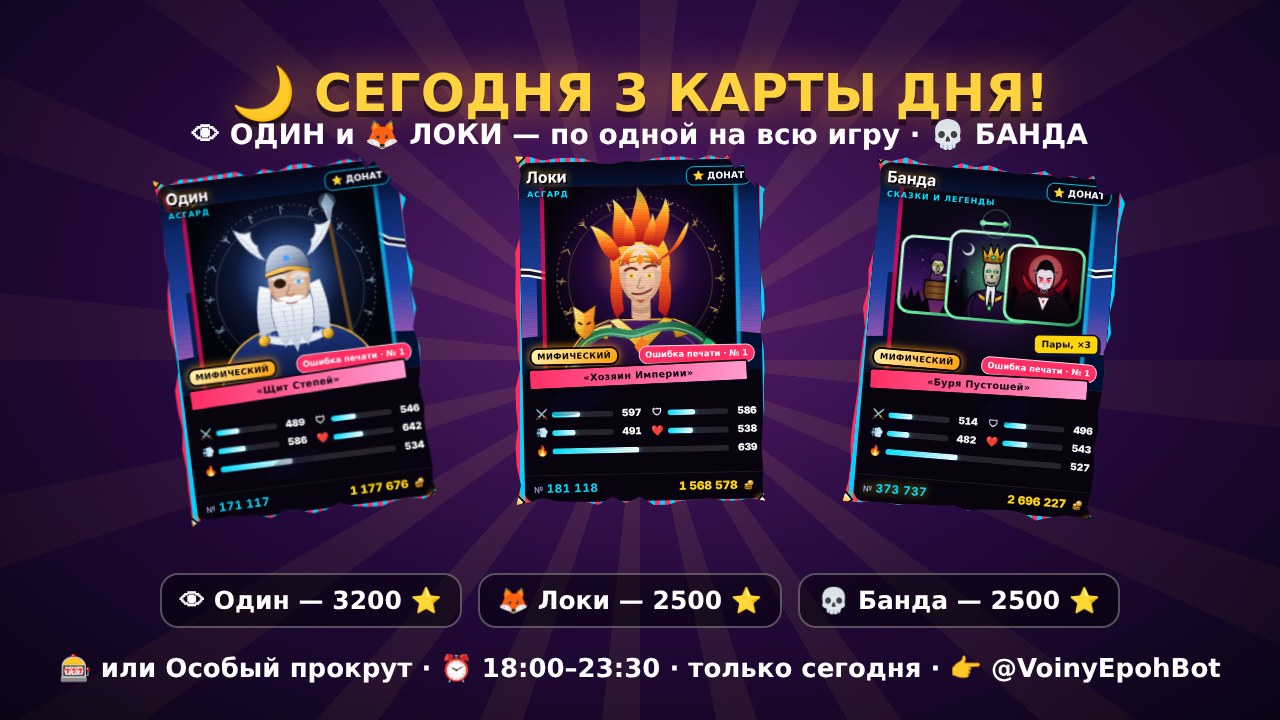 🌙 СЕГОДНЯ 3 КАРТЫ ДНЯ!
👁 ОДИН и 🦊 ЛОКИ — по одной на всю игру · 💀 БАНДА
Один
⭐ ДОНАТ
АСГАРД
МИФИЧЕСКИЙ
Ошибка печати · № 1
«Щит Степей»
489
546
586
642
534
№ 171 117
1 177 676
Локи
⭐ ДОНАТ
АСГАРД
МИФИЧЕСКИЙ
Ошибка печати · № 1
«Хозяин Империи»
597
586
491
538
639
№ 181 118
1 568 578
Банда
⭐ ДОНАТ
СКАЗКИ И ЛЕГЕНДЫ
Пары, ×3
МИФИЧЕСКИЙ
Ошибка печати · № 1
«Буря Пустошей»
514
496
482
543
527
№ 373 737
2 696 227
👁 Один — 3200 ⭐
🦊 Локи — 2500 ⭐
💀 Банда — 2500 ⭐
🎰 или Особый прокрут · ⏰ 18:00–23:30 · только сегодня · 👉 @VoinyEpohBot